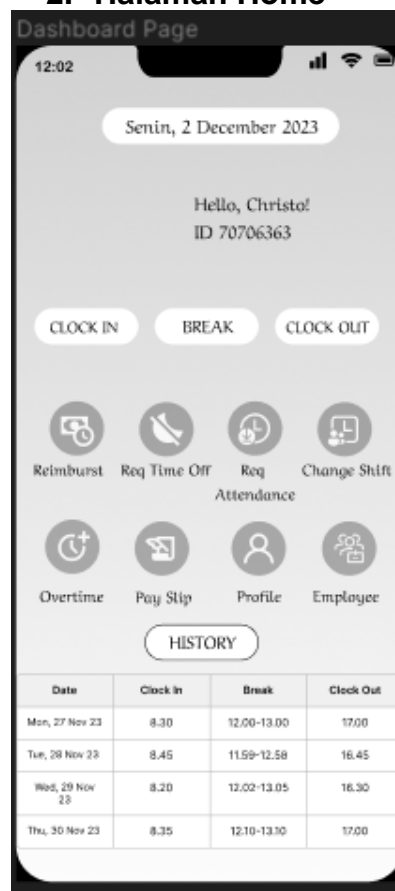 2. Halaman Home
Dashboard Page
12:02
Senin, 2 December 2023
Hello, Christo!
ID 70706363
CLOCK IN BREAK CLOCK OUT
Reimburst Req Time Off Req Attendance Change Shift
Overtime Pay Slip Profile Employee
HISTORY
Date Clock In Break Clock Out
Mon, 27 Nov 23 8.30 12.00-13.00 17.00
Tue, 28 Nov 23 8.45 11.59-12.58 16.45
Wed, 29 Nov 23 8.20 12.02-13.05 16.30
Thu, 30 Nov 23 8.35 12.10-13.10 17.00